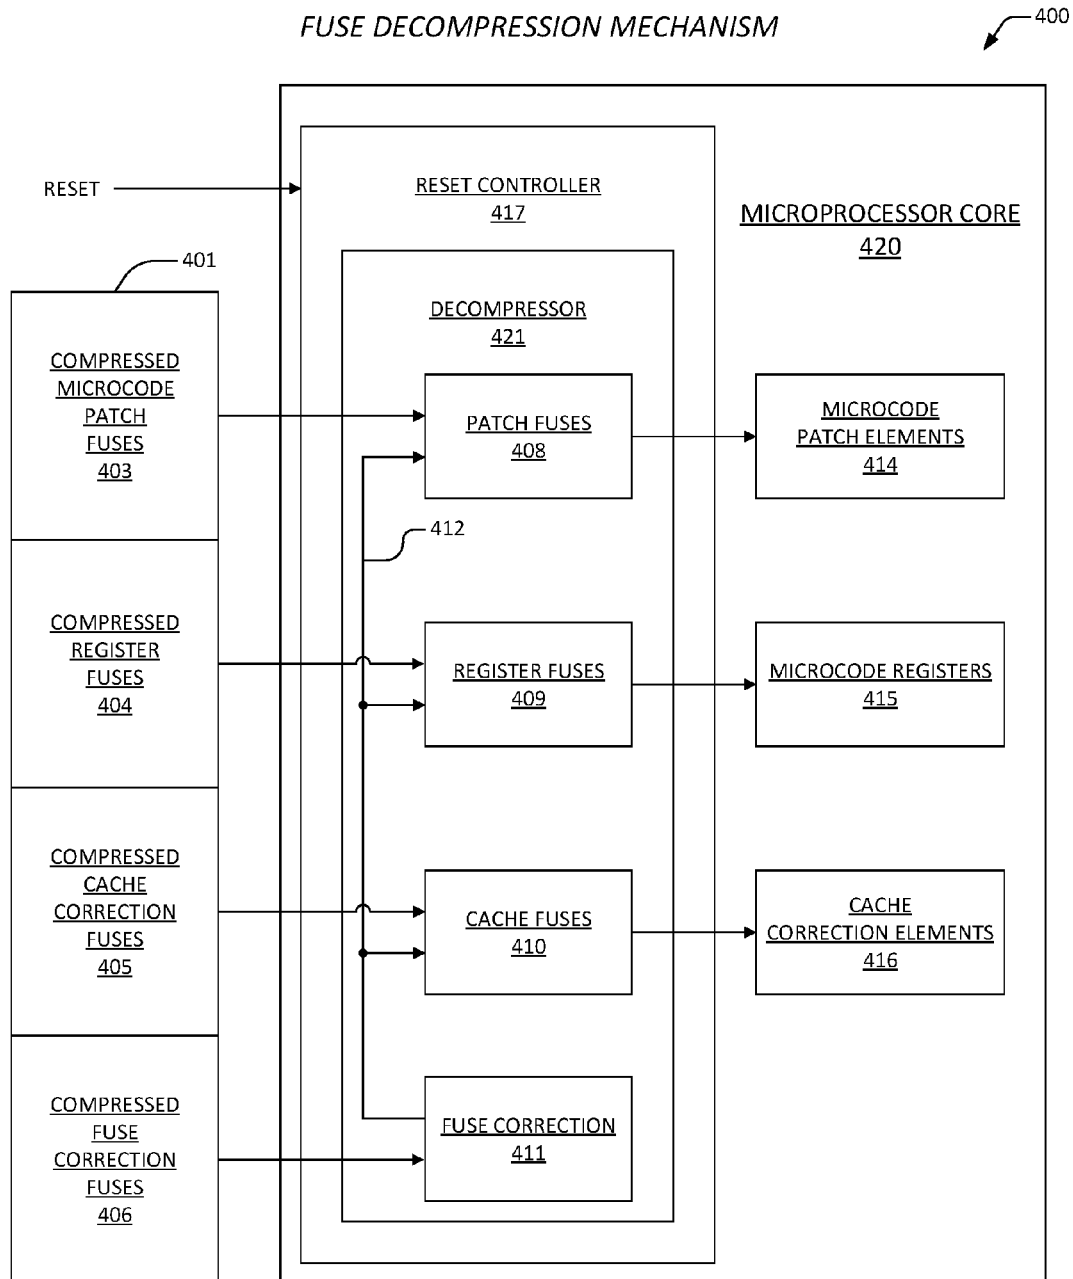 FUSE DECOMPRESSION MECHANISM
400
RESET
RESET CONTROLLER
417
MICROPROCESSOR CORE
420
401
DECOMPRESSOR
421
COMPRESSED
MICROCODE
PATCH
FUSES
403
PATCH FUSES
408
MICROCODE
PATCH ELEMENTS
414
412
COMPRESSED
REGISTER
FUSES
404
REGISTER FUSES
409
MICROCODE REGISTERS
415
COMPRESSED
CACHE
CORRECTION
FUSES
405
CACHE FUSES
410
CACHE
CORRECTION ELEMENTS
416
COMPRESSED
FUSE
CORRECTION
FUSES
406
FUSE CORRECTION
411